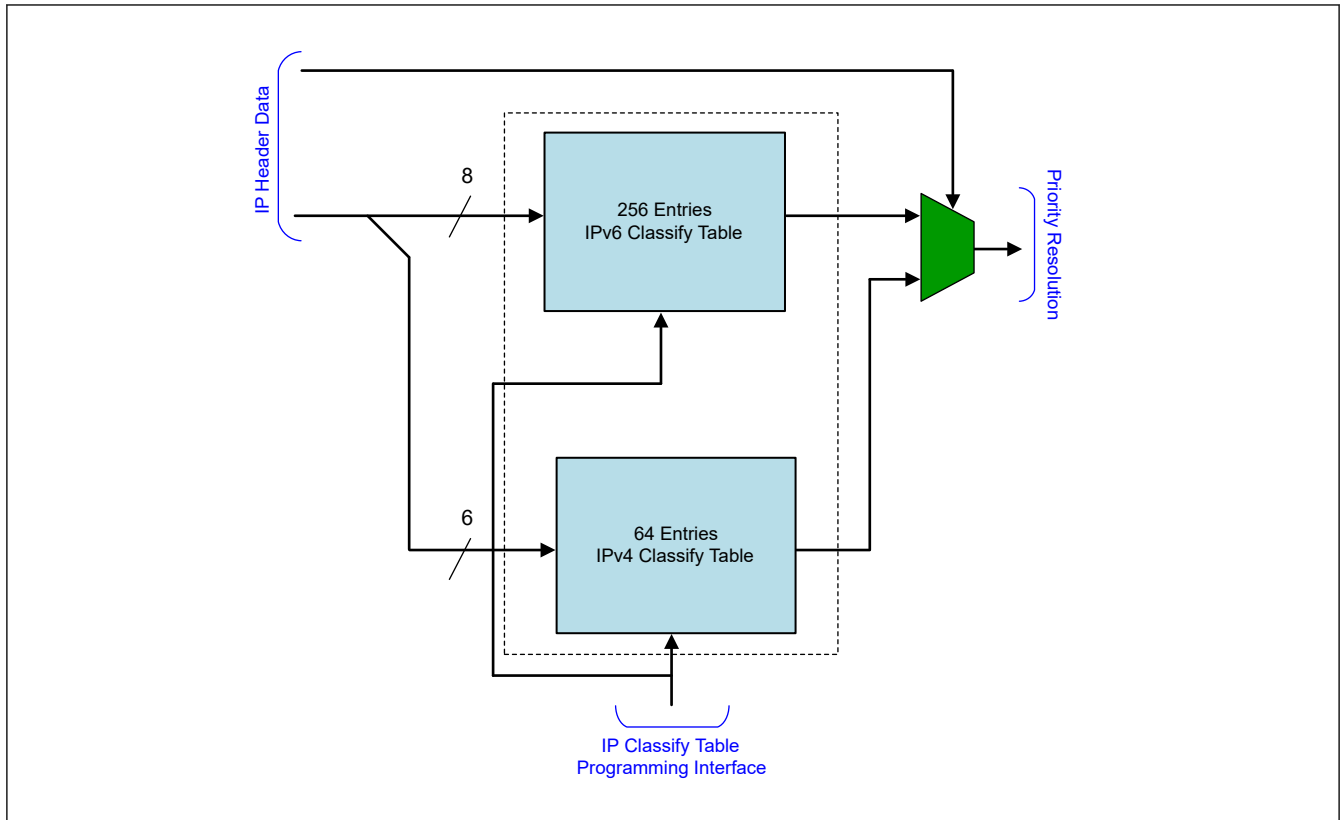 IP Header Data
8
256 Entries
IPv6 Classify Table
Priority Resolution
6
64 Entries
IPv4 Classify Table
IP Classify Table
Programming Interface